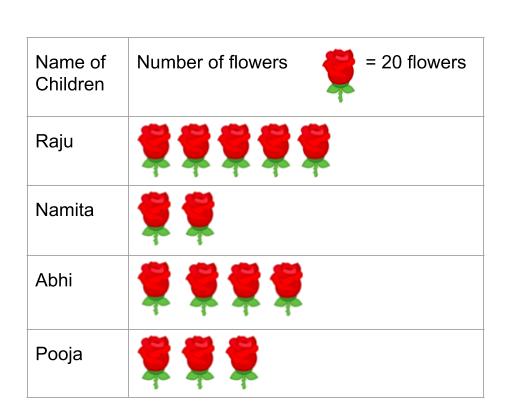 Name of
Children
Number of flowers
= 20 flowers
Raju
Namita
Abhi
Pooja